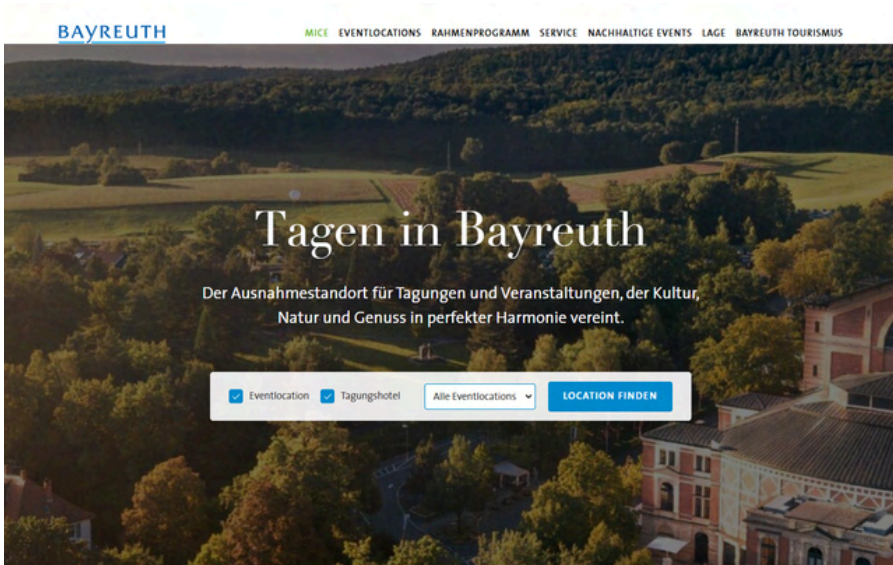 BAYREUTH
MICE EVENTLOCATIONS RAHMENPROGRAMM SERVICE NACHHALTIGE EVENTS LAGE BAYREUTH TOURISMUS
Tagen in Bayreuth
Der Ausnahmestandort für Tagungen und Veranstaltungen, der Kultur,
Natur und Genuss in perfekter Harmonie vereint.
Eventlocation Tagungshotel Alle Eventlocations LOCATION FINDEN